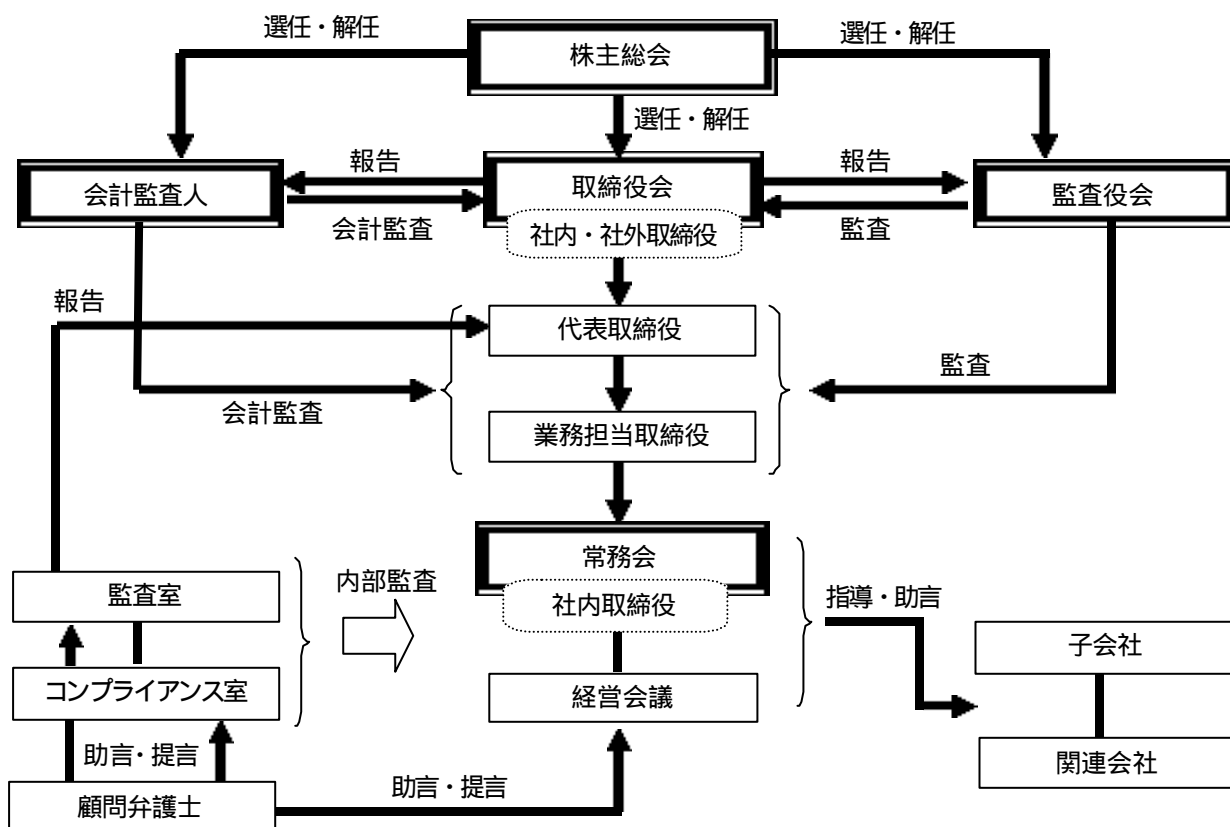 選任・解任
株主総会
選任・解任
選任・解任
報告
報告
会計監査人
取締役会
監査役会
会計監査
社内・社外取締役
監査
報告
代表取締役
監査
会計監査
業務担当取締役
常務会
内部監査
監査室
社内取締役
指導・助言
子会社
コンプライアンス室
経営会議
助言・提言
関連会社
助言・提言
顧問弁護士